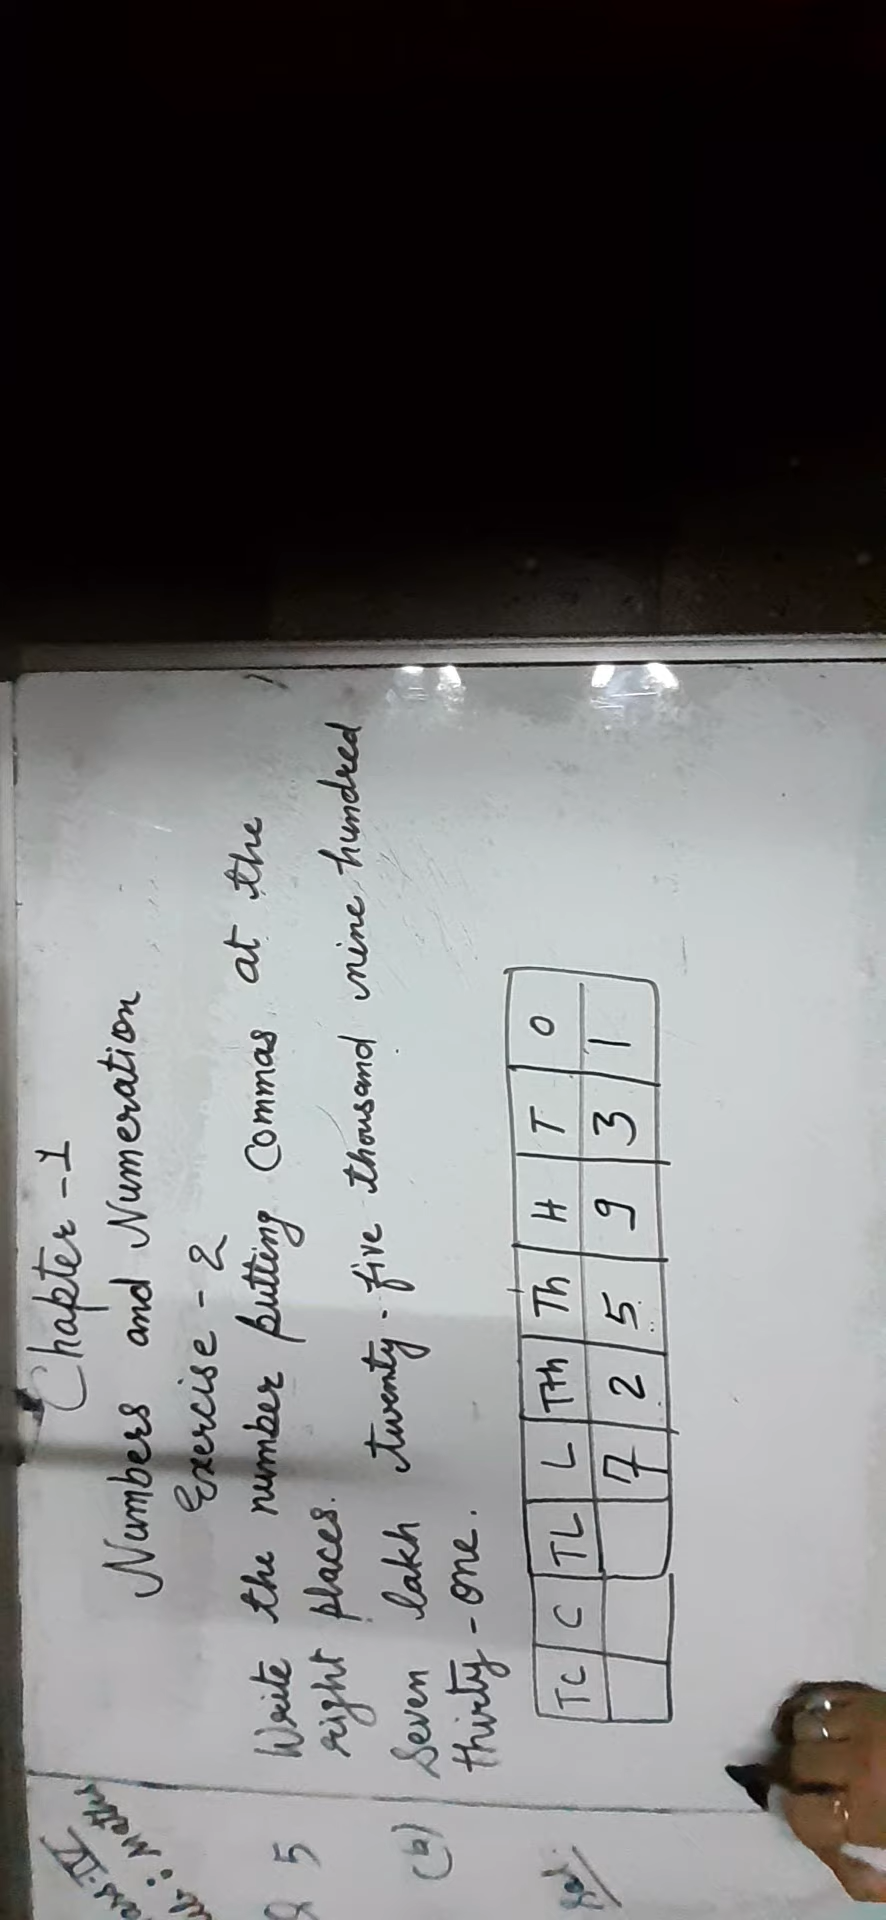 Chapter -1
Numbers and Numeration
Exercise - 2
Q 5 Write the number putting Commas at the
right places.
(b) Seven lakh twenty-five thousand nine hundred
thirty-one.
Sol.
TC C TL L Tth Th H T O
7 2 5 9 3 1